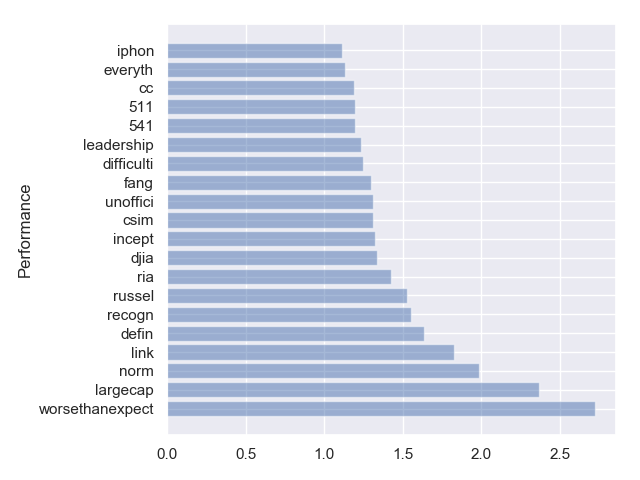 Performance
iphon
everyth
cc
511
541
leadership
difficulti
fang
unoffici
csim
incept
djia
ria
russel
recogn
defin
link
norm
largecap
worsethanexpect
0.0 0.5 1.0 1.5 2.0 2.5